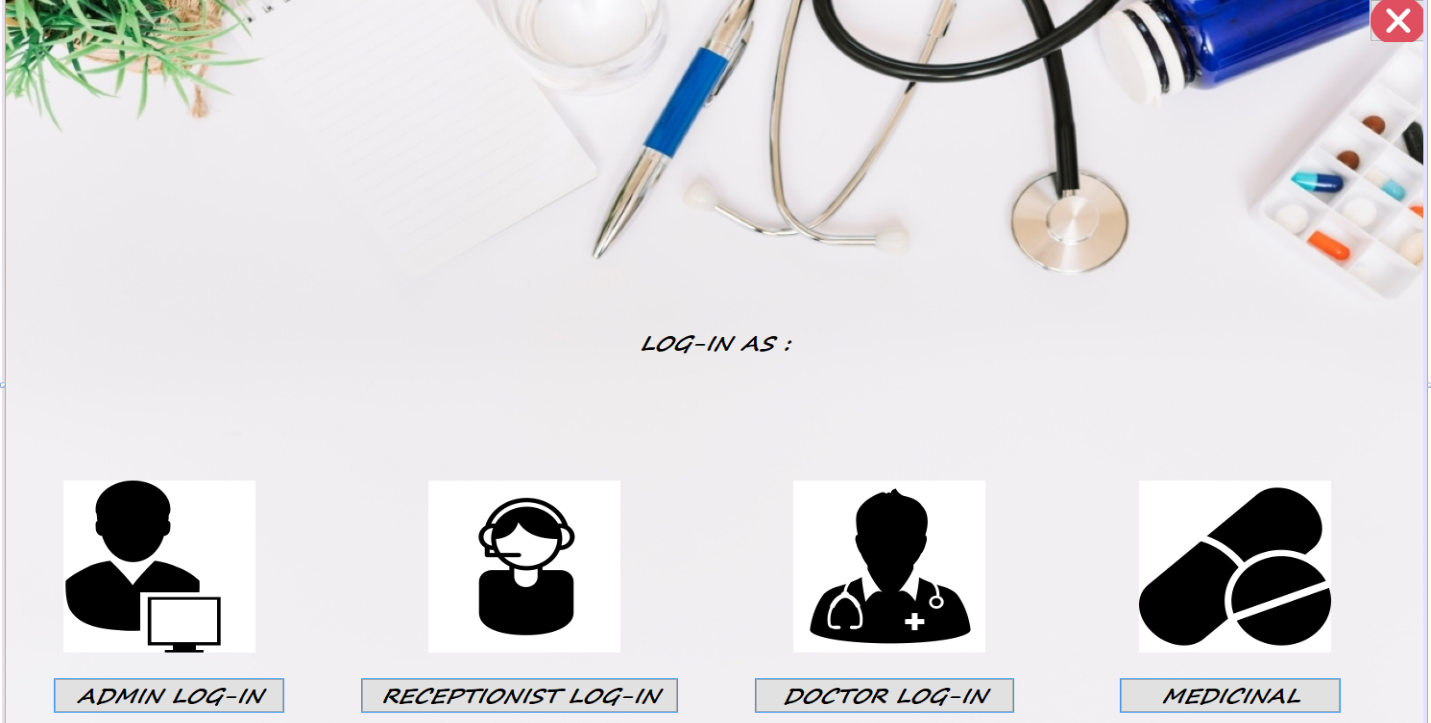 LOG-IN AS :
ADMIN LOG-IN
RECEPTIONIST LOG-IN
DOCTOR LOG-IN
MEDICINAL